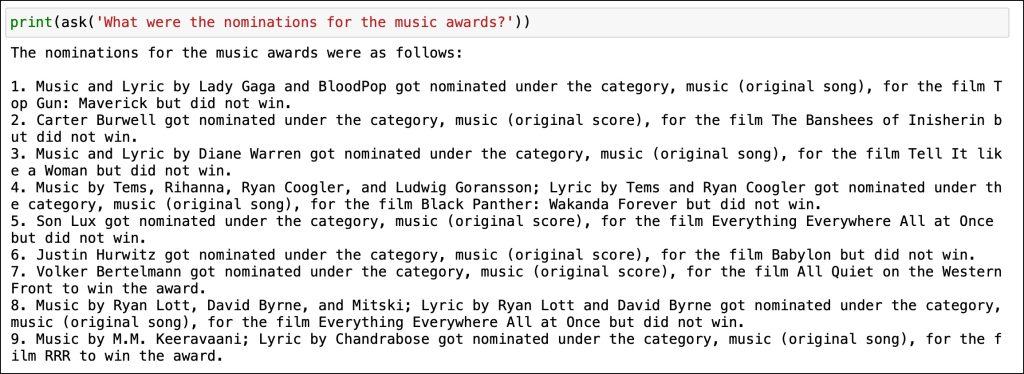 print(ask('What were the nominations for the music awards?'))
The nominations for the music awards were as follows:
1. Music and Lyric by Lady Gaga and BloodPop got nominated under the category, music (original song), for the film T
op Gun: Maverick but did not win.
2. Carter Burwell got nominated under the category, music (original score), for the film The Banshees of Inisherin b
ut did not win.
3. Music and Lyric by Diane Warren got nominated under the category, music (original song), for the film Tell It lik
e a Woman but did not win.
4. Music by Tems, Rihanna, Ryan Coogler, and Ludwig Goransson; Lyric by Tems and Ryan Coogler got nominated under th
e category, music (original song), for the film Black Panther: Wakanda Forever but did not win.
5. Son Lux got nominated under the category, music (original score), for the film Everything Everywhere All at Once
but did not win.
6. Justin Hurwitz got nominated under the category, music (original score), for the film Babylon but did not win.
7. Volker Bertelmann got nominated under the category, music (original score), for the film All Quiet on the Western
Front to win the award.
8. Music by Ryan Lott, David Byrne, and Mitski; Lyric by Ryan Lott and David Byrne got nominated under the category,
music (original song), for the film Everything Everywhere All at Once but did not win.
9. Music by M.M. Keeravaani; Lyric by Chandrabose got nominated under the category, music (original song), for the f
ilm RRR to win the award.